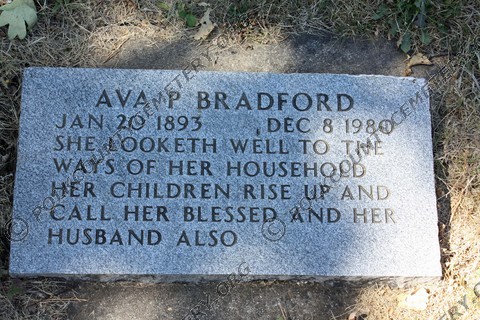 AVA P BRADFORD
JAN 20 1893 DEC 8 1980
SHE LOOKETH WELL TO THE
WAYS OF HER HOUSEHOLD
HER CHILDREN RISE UP AND
CALL HER BLESSED AND HER
HUSBAND ALSO